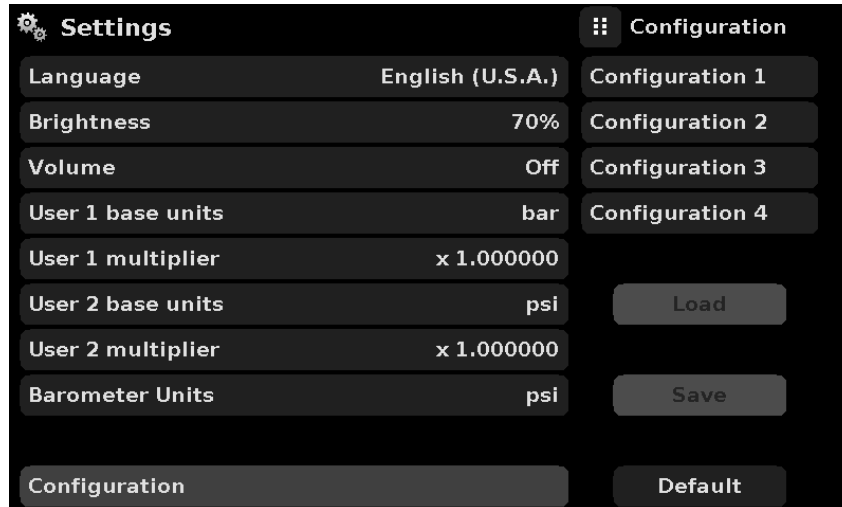 Settings
Language English (U.S.A.)
Brightness 70%
Volume Off
User 1 base units bar
User 1 multiplier x 1.000000
User 2 base units psi
User 2 multiplier x 1.000000
Barometer Units psi
Configuration
Configuration
Configuration 1
Configuration 2
Configuration 3
Configuration 4
Load
Save
Default